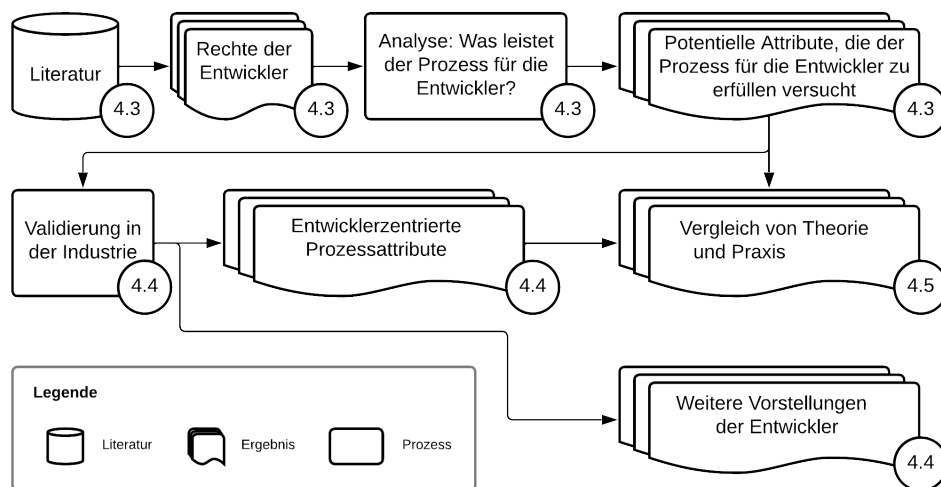 Literatur
4.3
Rechte der
Entwickler
4.3
Analyse: Was leistet
der Prozess für die
Entwickler?
4.3
Potentielle Attribute, die der
Prozess für die Entwickler zu
erfüllen versucht
4.3
Validierung in
der Industrie
4.4
Entwicklerzentrierte
Prozessattribute
4.4
Vergleich von Theorie
und Praxis
4.5
Weitere Vorstellungen
der Entwickler
4.4
Legende
Literatur
Ergebnis
Prozess